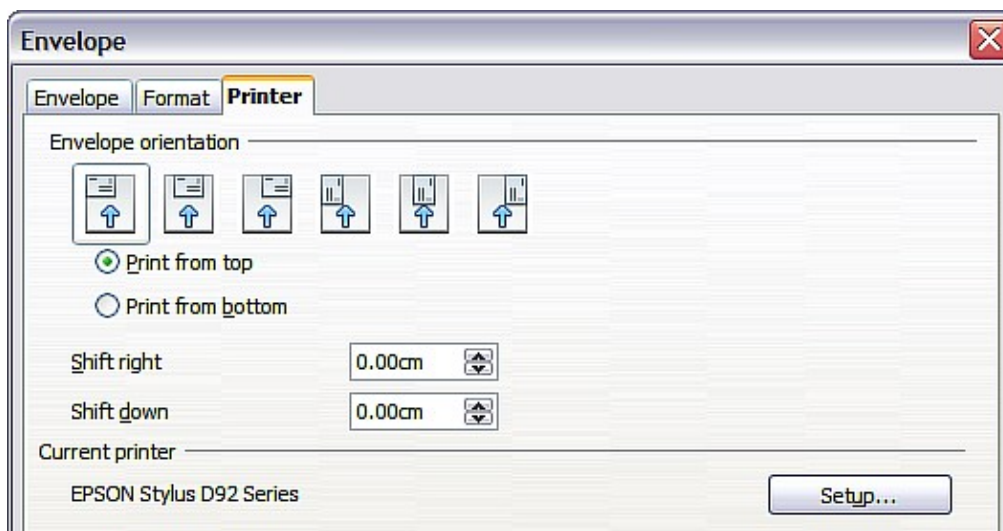 Envelope
Envelope Format Printer
Envelope orientation
Print from top
Print from bottom
Shift right 0.00cm
Shift down 0.00cm
Current printer
EPSON Stylus D92 Series Setup...